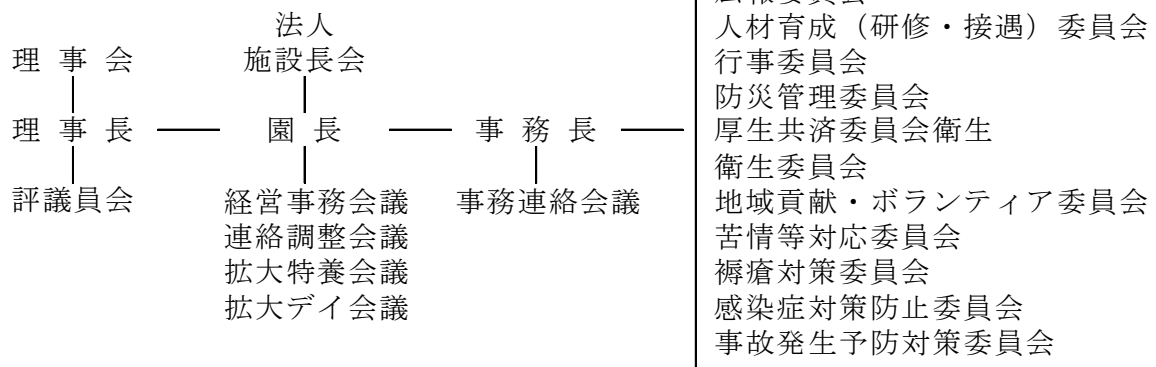 法人
理事会
施設長会
理事長
園長
事務長
評議員会
経営事務会議
事務連絡会議
連絡調整会議
拡大特養会議
拡大デイ会議
人材育成（研修・接遇）委員会
行事委員会
防災管理委員会
厚生共済委員会衛生
衛生委員会
地域貢献・ボランティア委員会
苦情等対応委員会
褥瘡対策委員会
感染症対策防止委員会
事故発生予防対策委員会